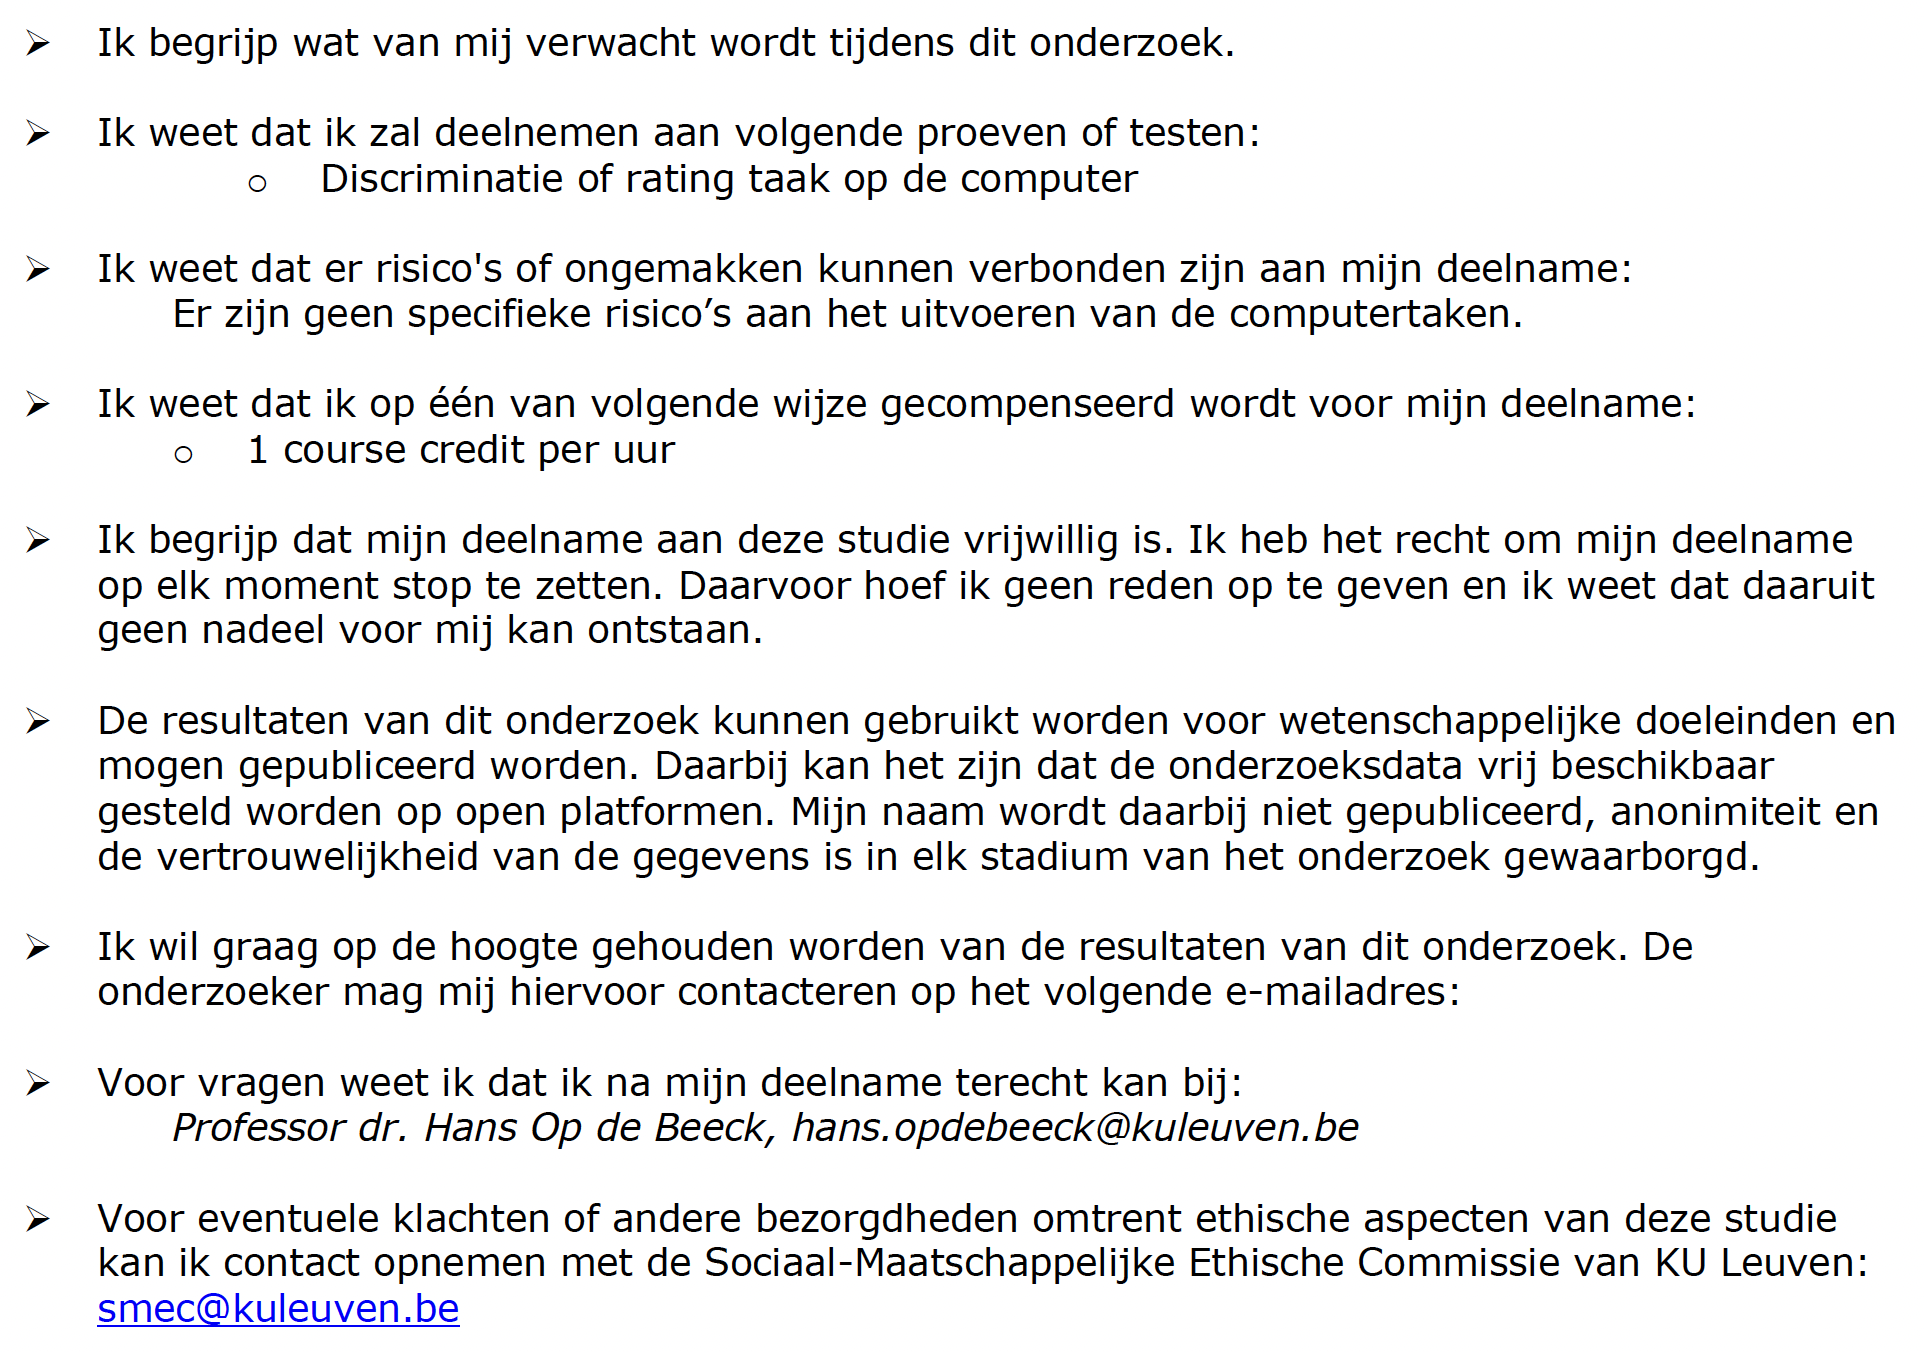 ➢ Ik begrijp wat van mij verwacht wordt tijdens dit onderzoek.
➢ Ik weet dat ik zal deelnemen aan volgende proeven of testen:
o Discriminatie of rating taak op de computer
➢ Ik weet dat er risico's of ongemakken kunnen verbonden zijn aan mijn deelname:
Er zijn geen specifieke risico’s aan het uitvoeren van de computertaken.
➢ Ik weet dat ik op één van volgende wijze gecompenseerd wordt voor mijn deelname:
o 1 course credit per uur
➢ Ik begrijp dat mijn deelname aan deze studie vrijwillig is. Ik heb het recht om mijn deelname
op elk moment stop te zetten. Daarvoor hoef ik geen reden op te geven en ik weet dat daaruit
geen nadeel voor mij kan ontstaan.
➢ De resultaten van dit onderzoek kunnen gebruikt worden voor wetenschappelijke doeleinden en
mogen gepubliceerd worden. Daarbij kan het zijn dat de onderzoeksdata vrij beschikbaar
gesteld worden op open platformen. Mijn naam wordt daarbij niet gepubliceerd, anonimiteit en
de vertrouwelijkheid van de gegevens is in elk stadium van het onderzoek gewaarborgd.
➢ Ik wil graag op de hoogte gehouden worden van de resultaten van dit onderzoek. De
onderzoeker mag mij hiervoor contacteren op het volgende e-mailadres:
➢ Voor vragen weet ik dat ik na mijn deelname terecht kan bij:
Professor dr. Hans Op de Beeck, hans.opdebeeck@kuleuven.be
➢ Voor eventuele klachten of andere bezorgdheden omtrent ethische aspecten van deze studie
kan ik contact opnemen met de Sociaal-Maatschappelijke Ethische Commissie van KU Leuven:
smec@kuleuven.be